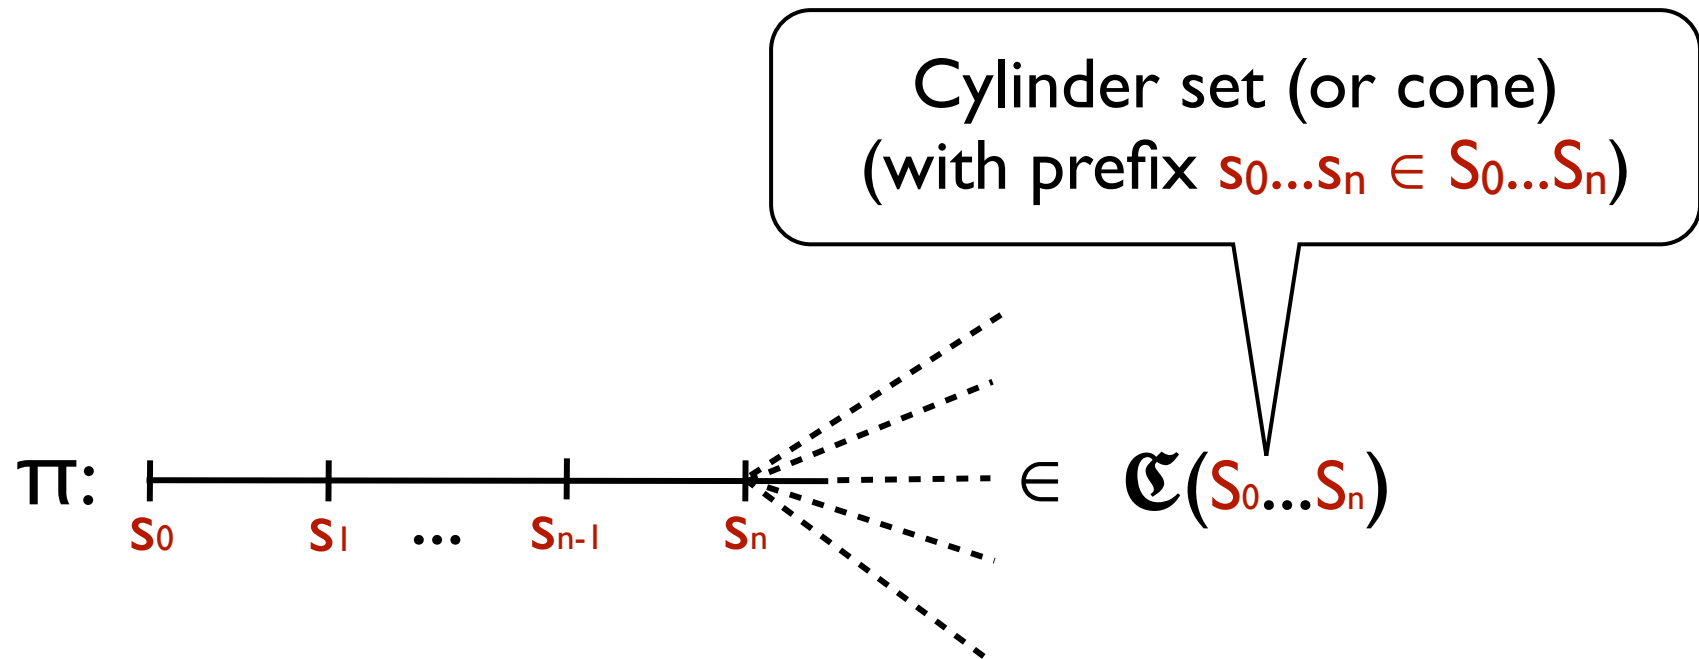 Cylinder set (or cone)
(with prefix s₀...sₙ ∈ S₀...Sₙ)
π:
∈ ℭ(S₀...Sₙ)
s₀ s₁ ... sₙ₋₁ sₙ